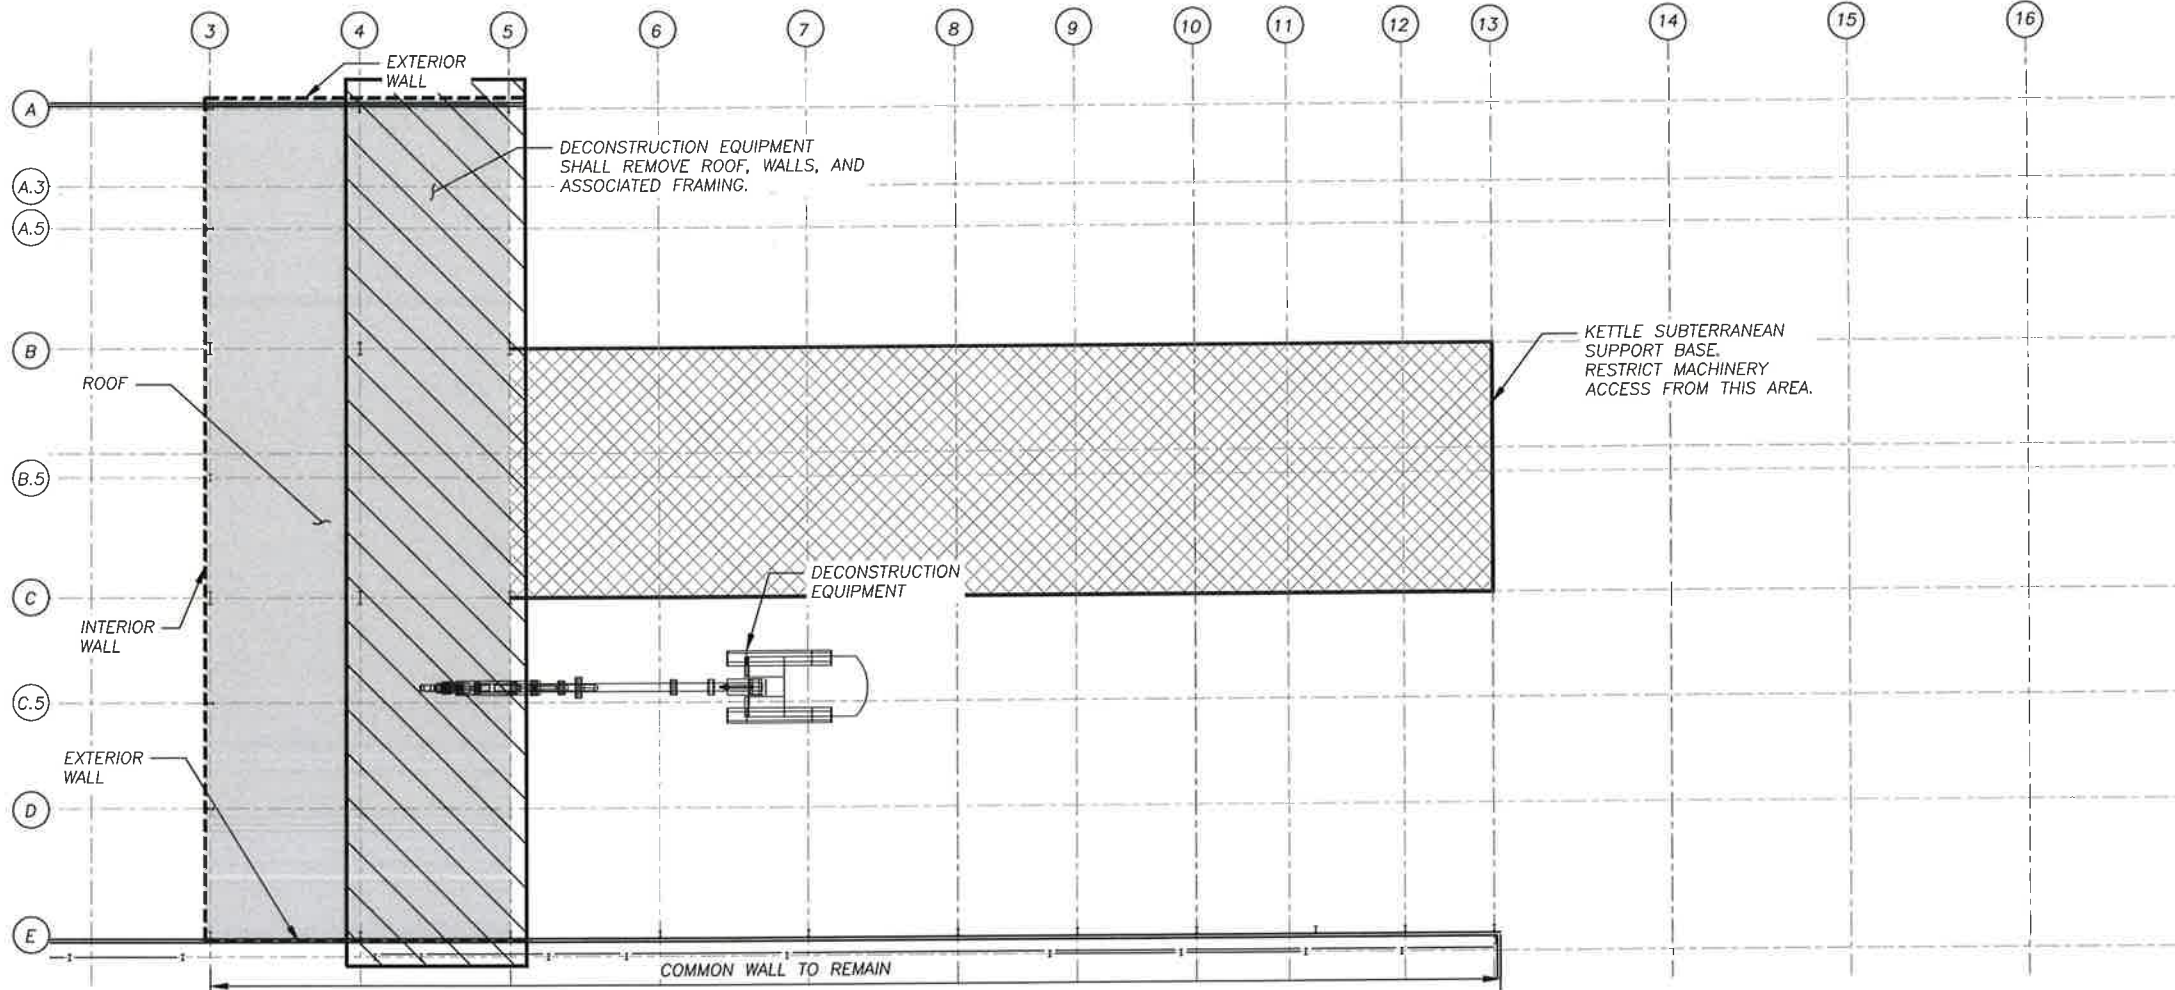 3 4 5 6 7 8 9 10 11 12 13 14 15 16
EXTERIOR
WALL
A
DECONSTRUCTION EQUIPMENT
SHALL REMOVE ROOF, WALLS, AND
ASSOCIATED FRAMING.
A.3
A.5
B
KETTLE SUBTERRANEAN
SUPPORT BASE.
RESTRICT MACHINERY
ACCESS FROM THIS AREA.
ROOF
B.5
DECONSTRUCTION
EQUIPMENT
C
INTERIOR
WALL
C.5
EXTERIOR
WALL
D
E
COMMON WALL TO REMAIN